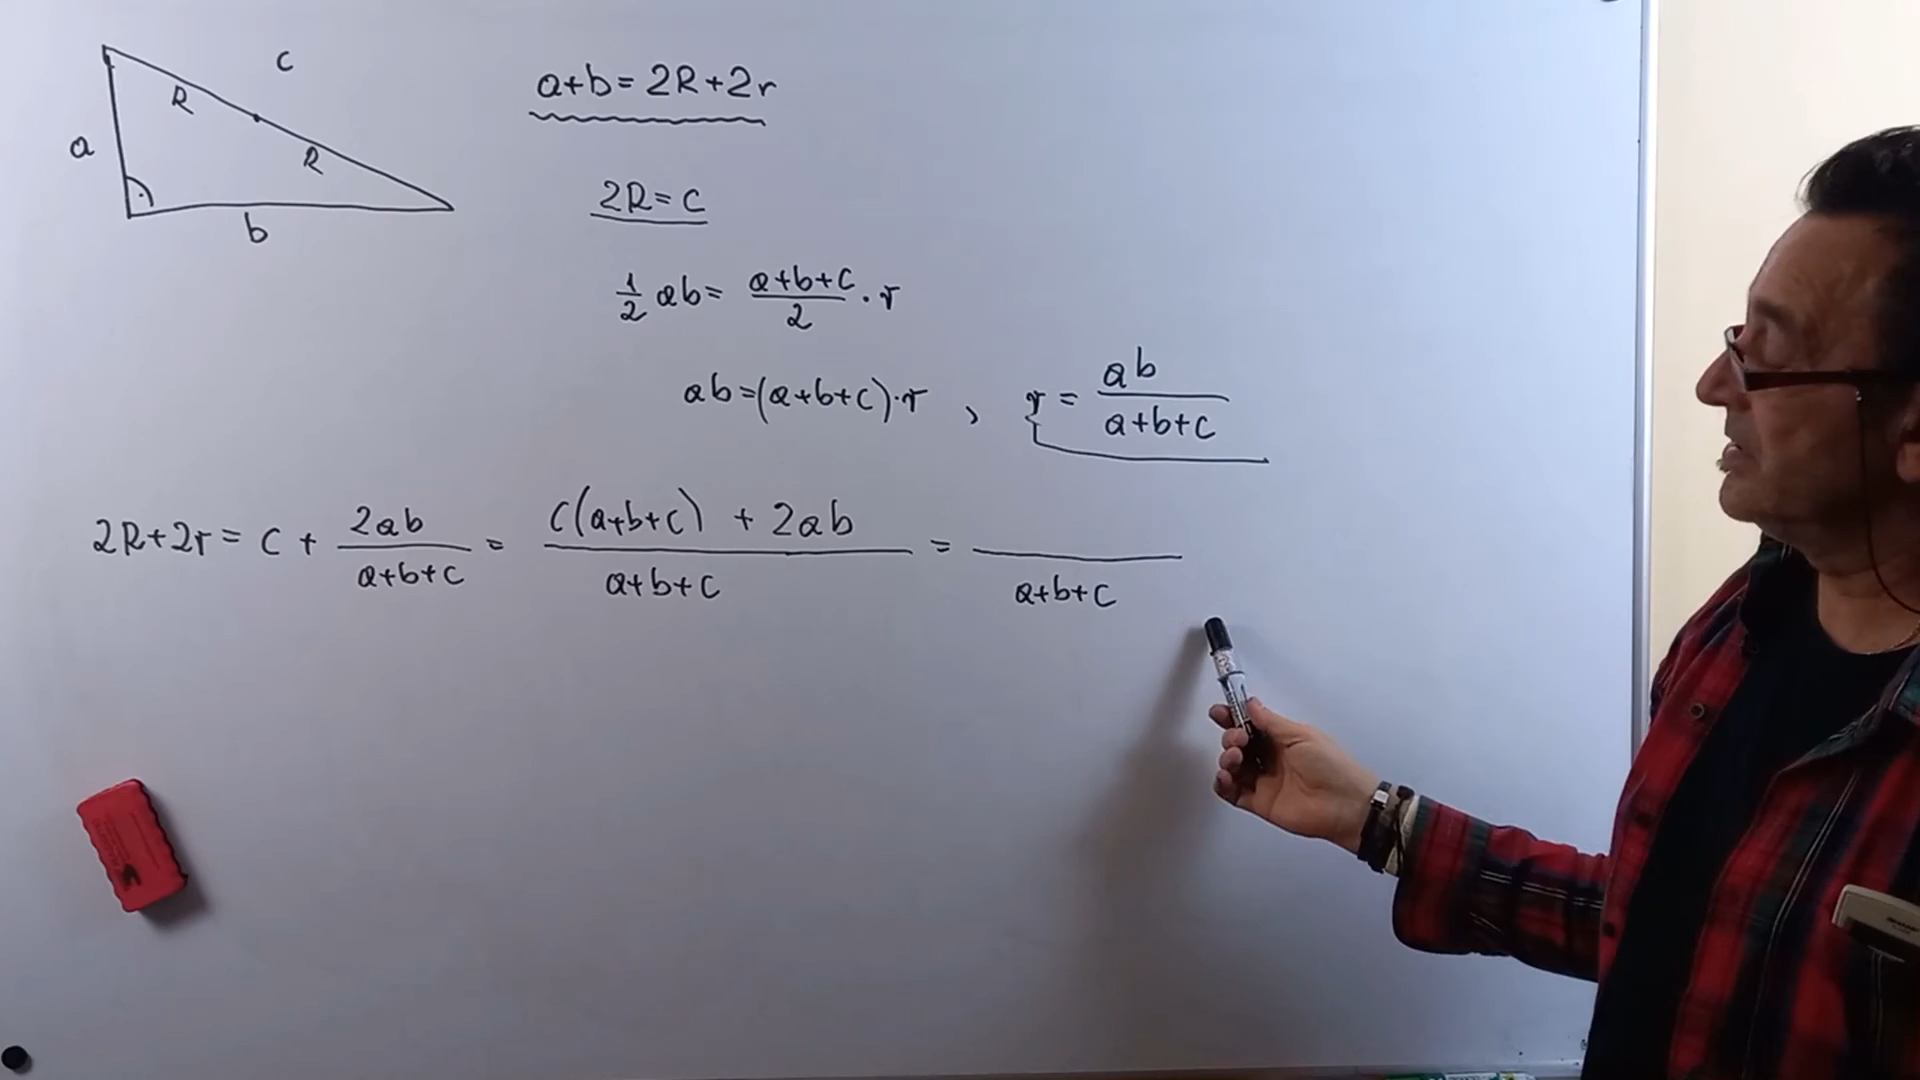 c
R
R
a
b
a+b=2R+2r
2R=c
1/2 ab = (a+b+c)/2 · r
ab=(a+b+c)·r , r = ab/(a+b+c)
2R+2r = c + 2ab/(a+b+c) = (c(a+b+c) + 2ab)/(a+b+c) = /(a+b+c)